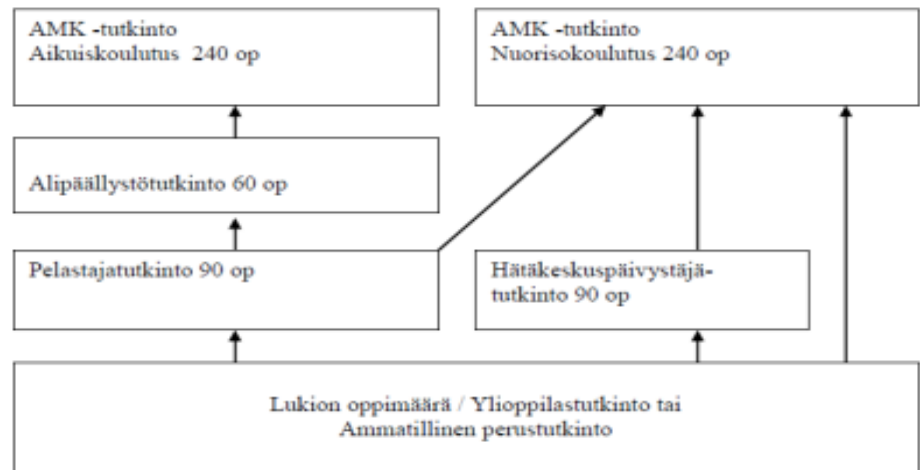 AMK -tutkinto
Aikuiskoulutus 240 op
AMK -tutkinto
Nuorisokoulutus 240 op
Alipäällystötutkinto 60 op
Pelastajatutkinto 90 op
Hätäkeskuspäivystäjä-
tutkinto 90 op
Lukion oppimäärä / Ylioppilastutkinto tai
Ammatillinen perustutkinto